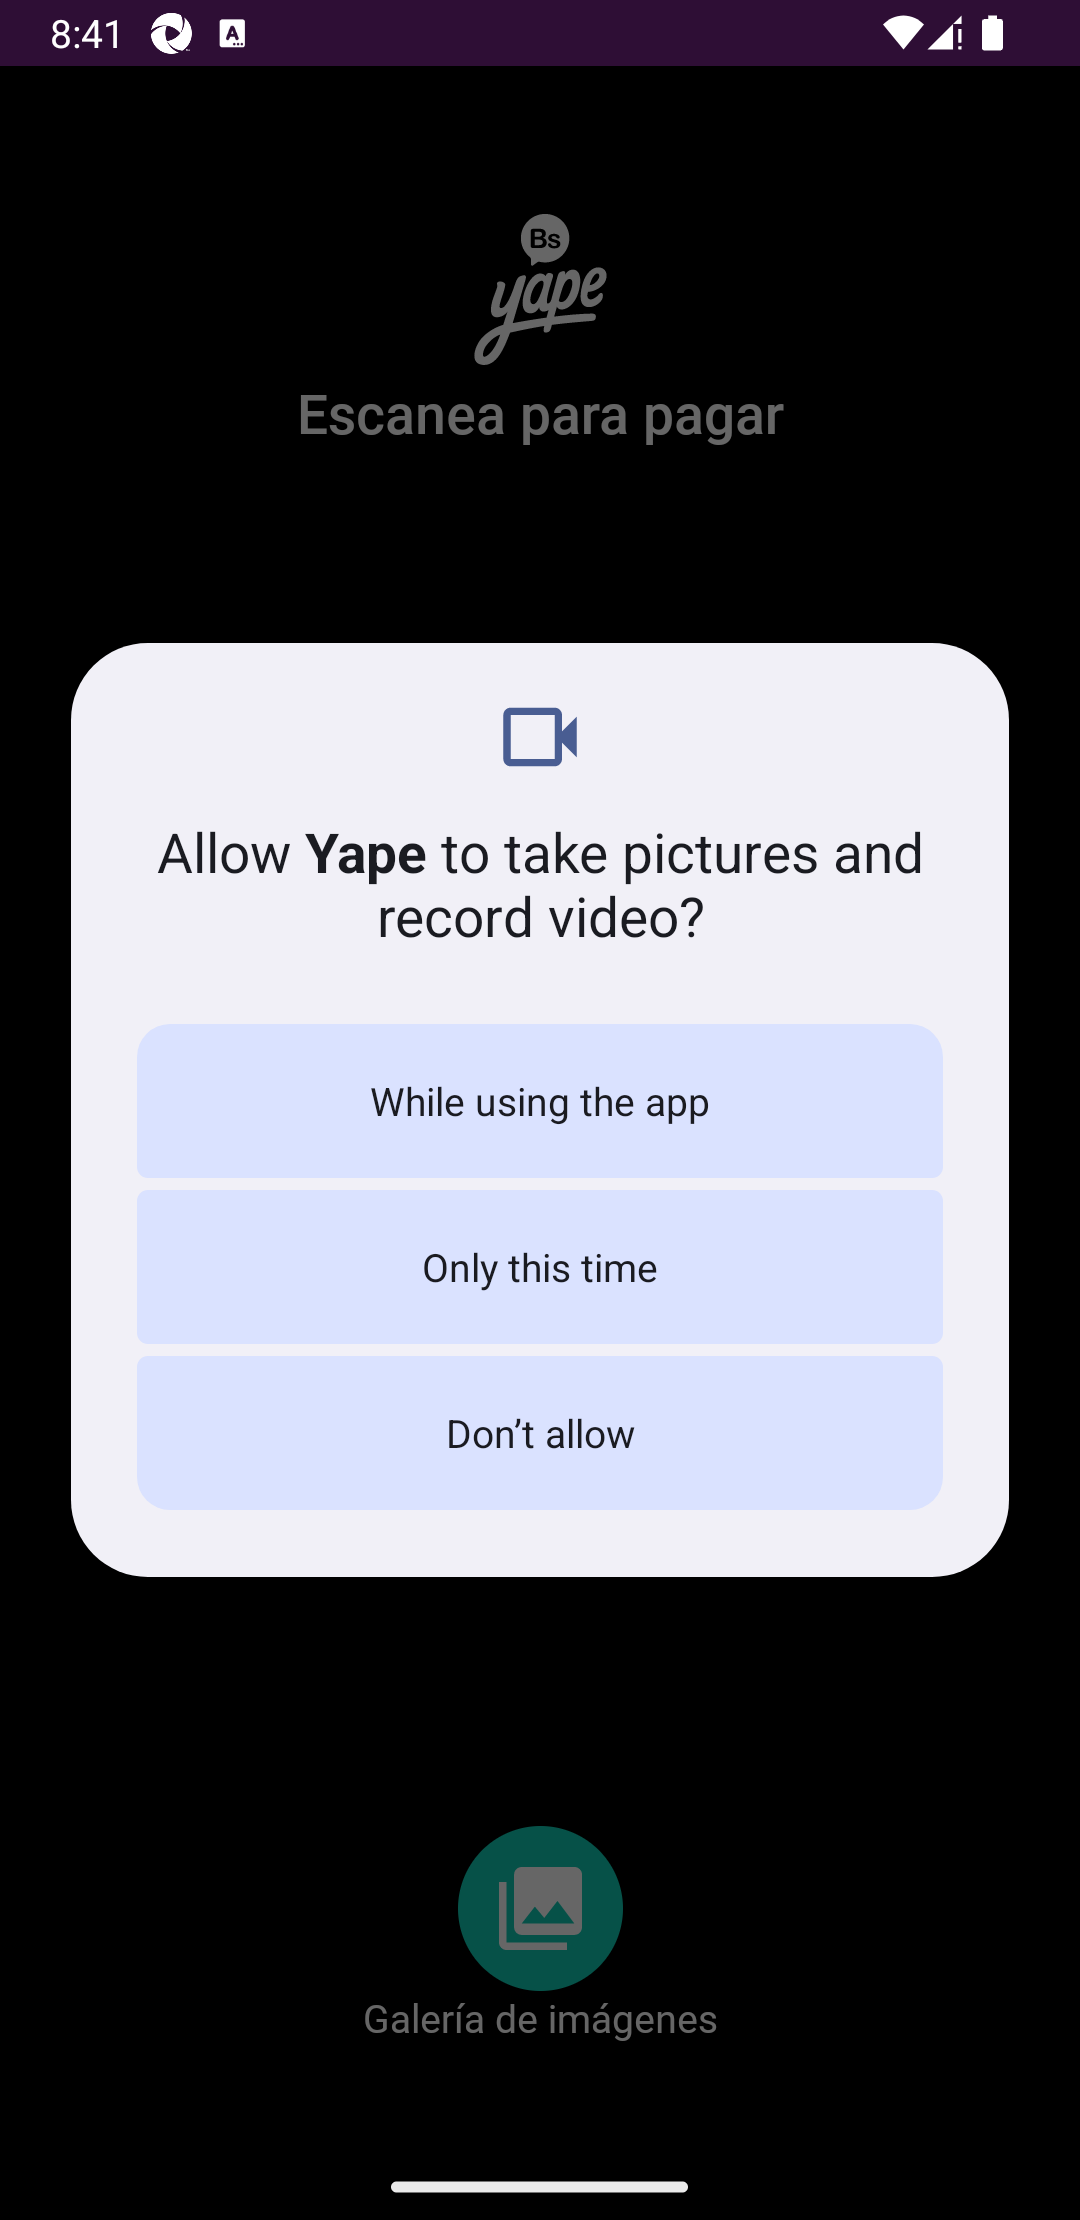 8:41
Bs
yape
Escanea para pagar
Allow Yape to take pictures and
record video?
While using the app
Only this time
Don’t allow
Galería de imágenes